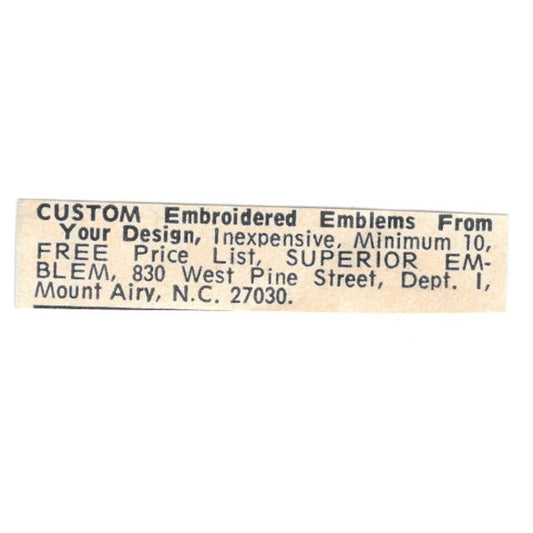 CUSTOM Embroidered Emblems From
Your Design, Inexpensive, Minimum 10,
FREE Price List, SUPERIOR EM-
BLEM, 830 West Pine Street, Dept. I,
Mount Airy, N.C. 27030.